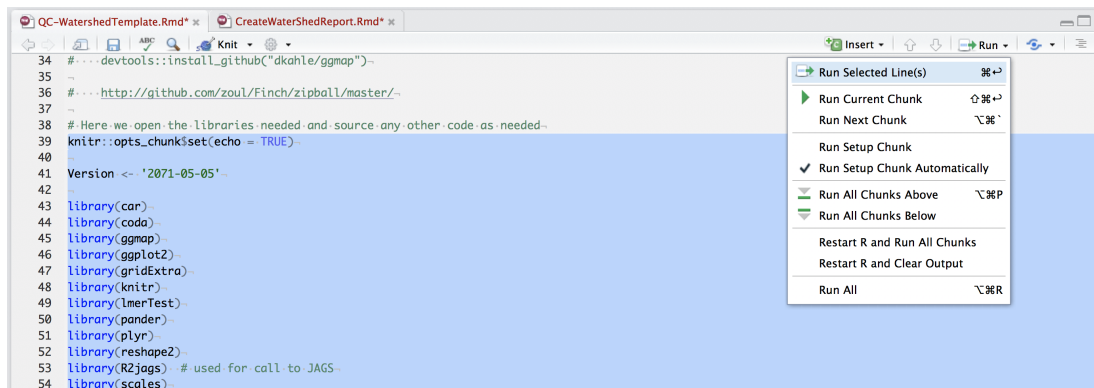 QC-WatershedTemplate.Rmd* CreateWaterShedReport.Rmd*
ABC Knit Insert Run
34 #····devtools::install_github("dkahle/ggmap")¬
35 ¬
36 #····http://github.com/zoul/Finch/zipball/master/¬
37 ¬
38 #·Here·we·open·the·libraries·needed·and·source·any·other·code·as·needed¬
39 knitr::opts_chunk$set(echo·=·TRUE)¬
40 ¬
41 Version·<-·'2071-05-05'¬
42 ¬
43 library(car)¬
44 library(coda)¬
45 library(ggmap)¬
46 library(ggplot2)¬
47 library(gridExtra)¬
48 library(knitr)¬
49 library(lmerTest)¬
50 library(pander)¬
51 library(plyr)¬
52 library(reshape2)¬
53 library(R2jags)··#·used·for·call·to·JAGS¬
54 library(scales)¬
Run Selected Line(s) ⌘↩
Run Current Chunk ⇧⌘↩
Run Next Chunk ⌥⌘`
Run Setup Chunk
✓ Run Setup Chunk Automatically
Run All Chunks Above ⌥⌘P
Run All Chunks Below
Restart R and Run All Chunks
Restart R and Clear Output
Run All ⌥⌘R